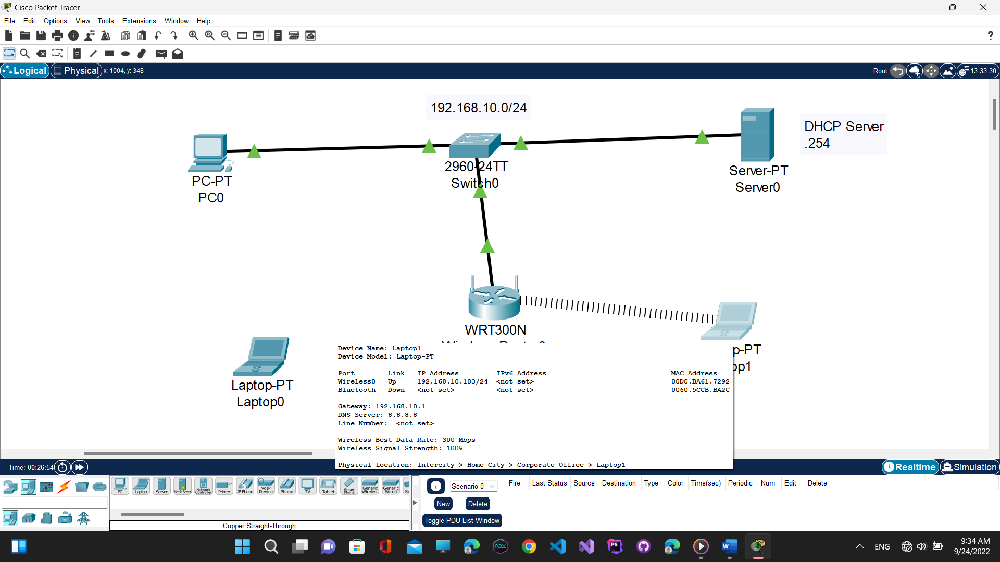 Cisco Packet Tracer
File Edit Options View Tools Extensions Window Help
Logical Physical x: 1004, y: 348 Root 13:33:30
192.168.10.0/24
DHCP Server
.254
PC-PT
PC0
2960-24TT
Switch0
Server-PT
Server0
WRT300N
Laptop-PT
Laptop0
p-PT
op1
Device Name: Laptop1
Device Model: Laptop-PT
Port Link IP Address IPv6 Address MAC Address
Wireless0 Up 192.168.10.103/24 <not set> 00D0.BA61.7292
Bluetooth Down <not set> <not set> 0060.5CCB.BA2C
Gateway: 192.168.10.1
DNS Server: 8.8.8.8
Line Number: <not set>
Wireless Best Data Rate: 300 Mbps
Wireless Signal Strength: 100%
Physical Location: Intercity > Home City > Corporate Office > Laptop1
Time: 00:26:54 Realtime Simulation
PC Laptop Server Meraki Server Network Controller Printer IP Phone VoIP Device Phone TV Tablet Smart Phone Generic Wireless Generic Wired
Copper Straight-Through
Scenario 0
New Delete
Toggle PDU List Window
Fire Last Status Source Destination Type Color Time(sec) Periodic Num Edit Delete
nox
PS
ENG
9:34 AM
9/24/2022